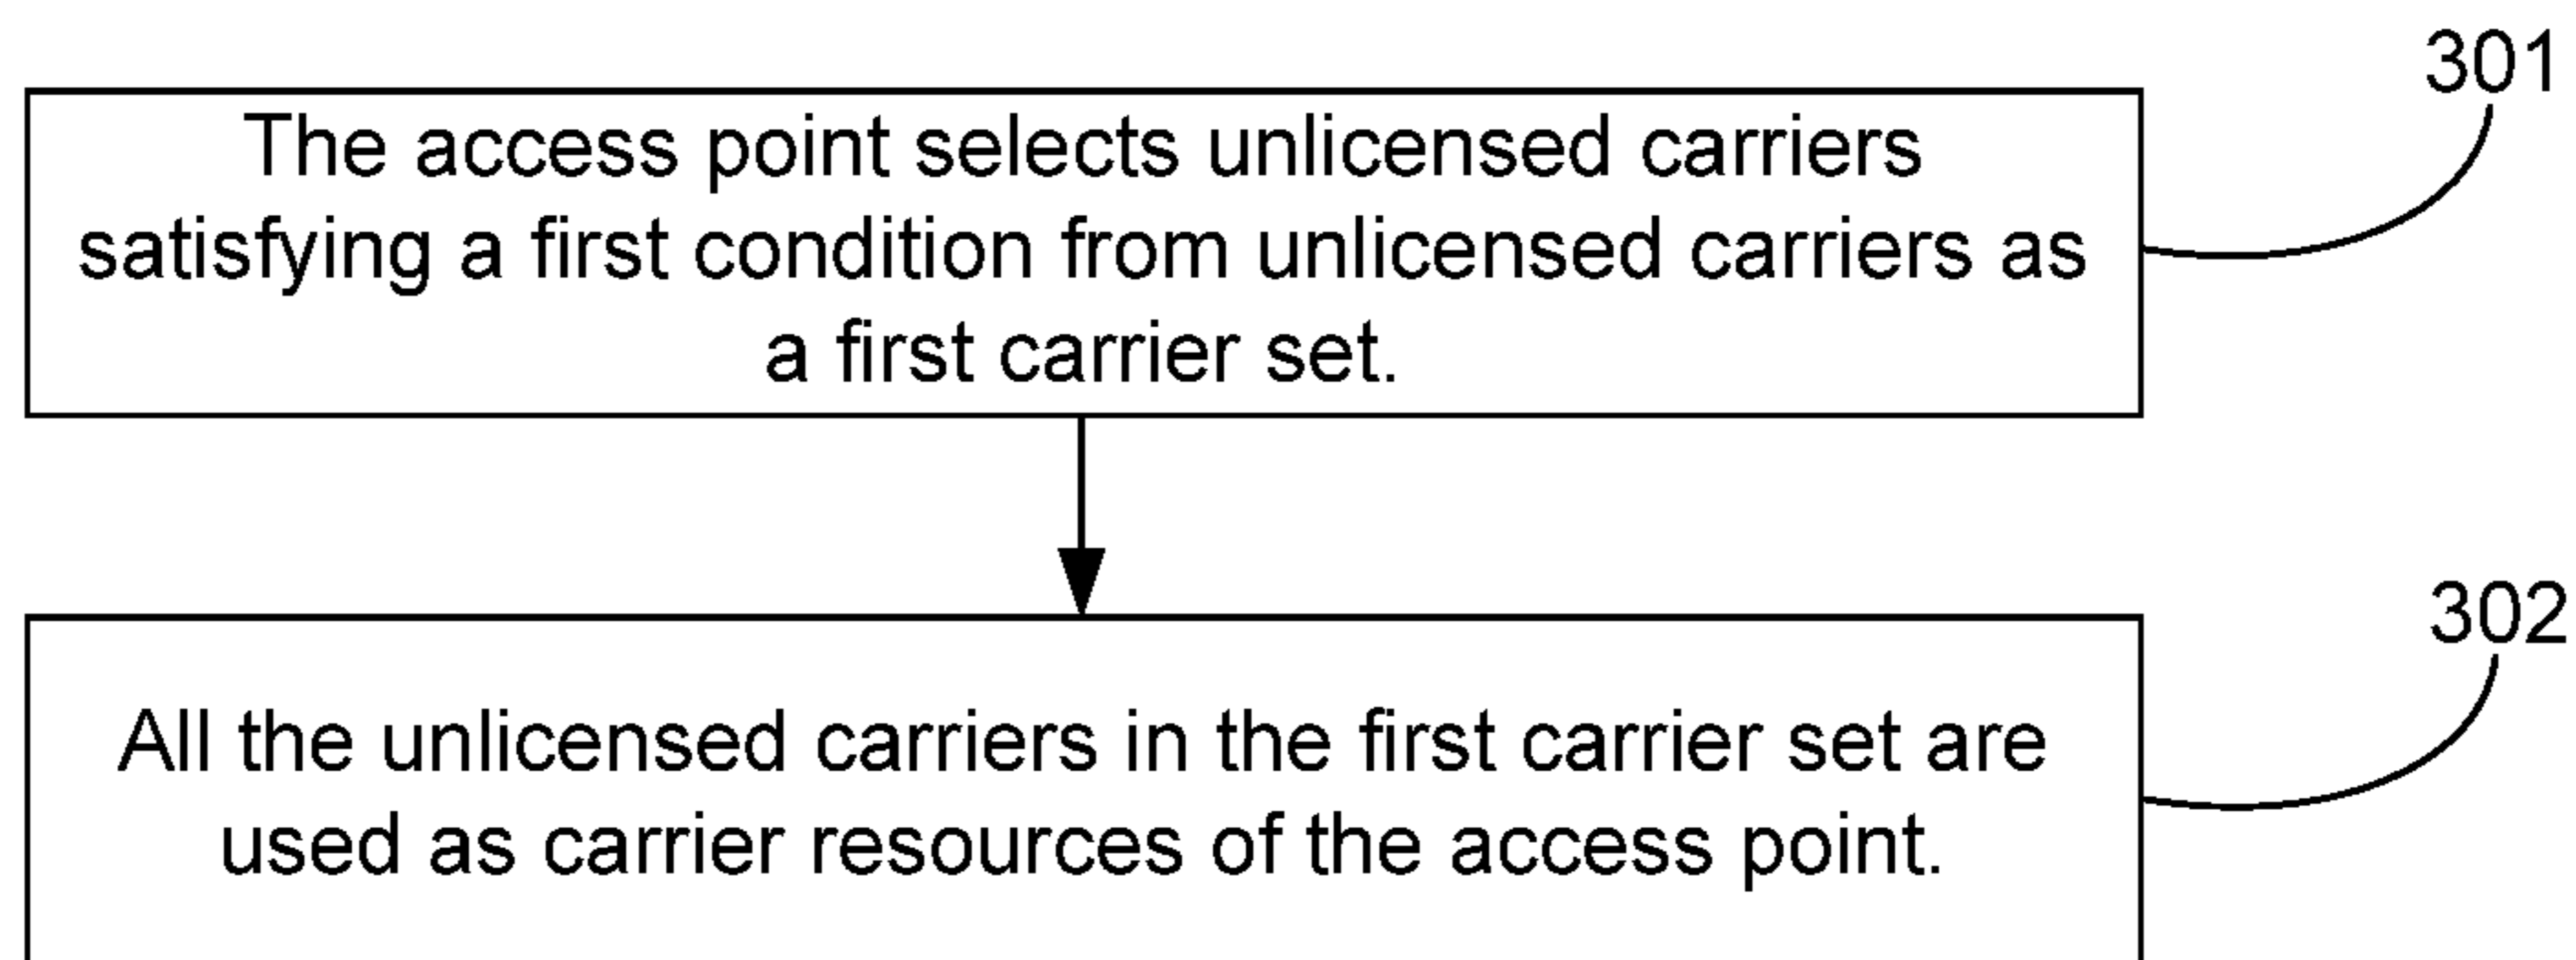 301
The access point selects unlicensed carriers
satisfying a first condition from unlicensed carriers as
a first carrier set.
302
All the unlicensed carriers in the first carrier set are
used as carrier resources of the access point.